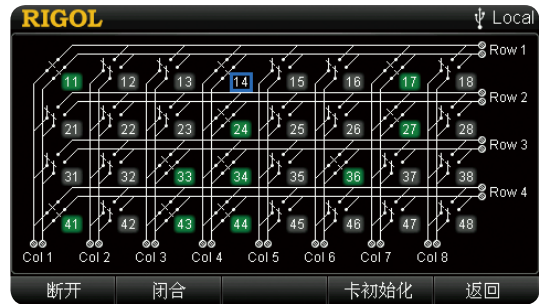 RIGOL Local
Row 1
11 12 13 14 15 16 17 18
Row 2
21 22 23 24 25 26 27 28
Row 3
31 32 33 34 35 36 37 38
Row 4
41 42 43 44 45 46 47 48
Col 1 Col 2 Col 3 Col 4 Col 5 Col 6 Col 7 Col 8
断开 闭合 卡初始化 返回